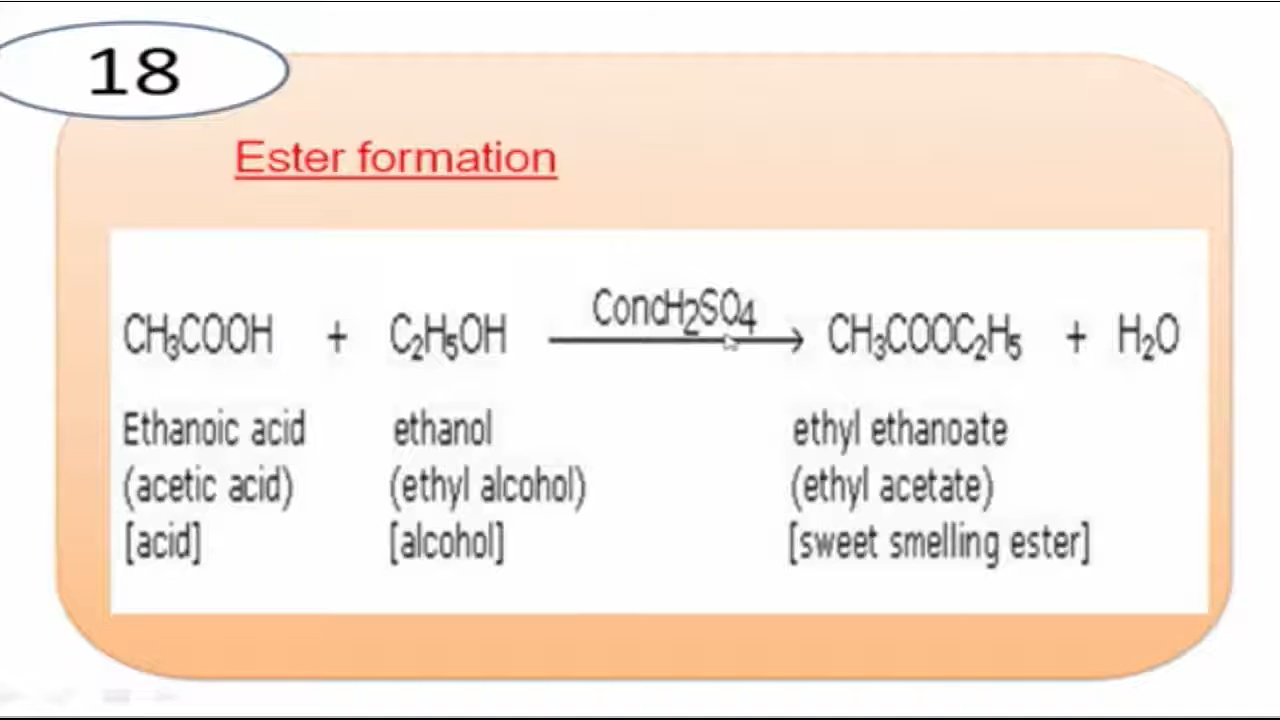 18
Ester formation
CH₃COOH + C₂H₅OH ConcH₂SO₄ → CH₃COOC₂H₅ + H₂O
Ethanoic acid ethanol ethyl ethanoate
(acetic acid) (ethyl alcohol) (ethyl acetate)
[acid] [alcohol] [sweet smelling ester]